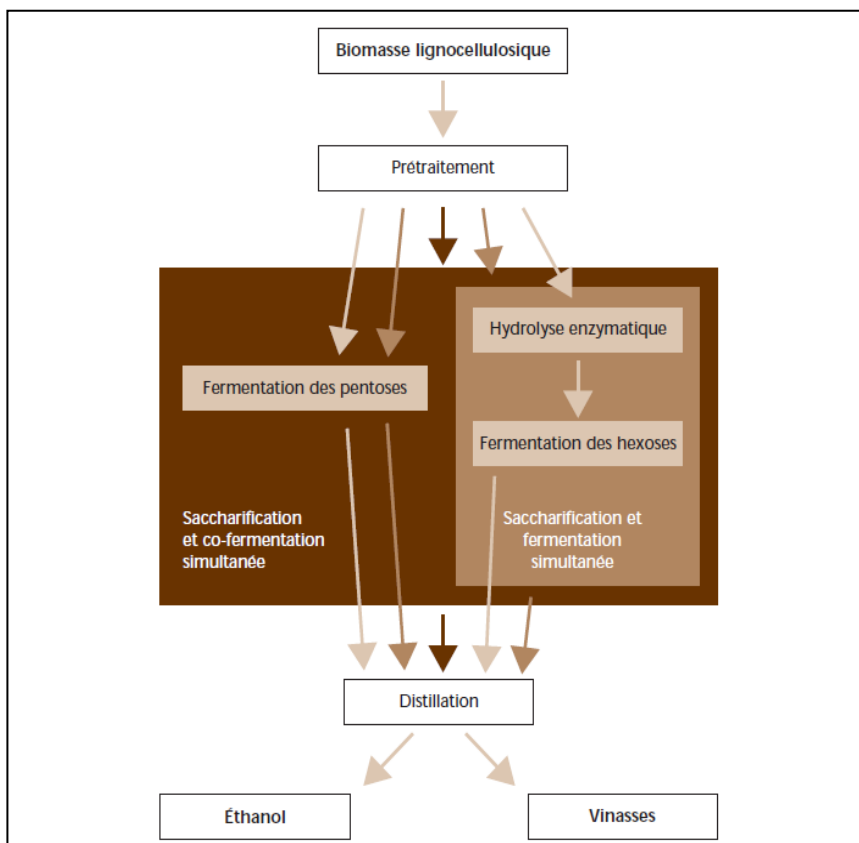 Biomasse lignocellulosique
Prétraitement
Hydrolyse enzymatique
Fermentation des pentoses
Fermentation des hexoses
Saccharification
et co-fermentation
simultanée
Saccharification et
fermentation
simultanée
Distillation
Éthanol
Vinasses